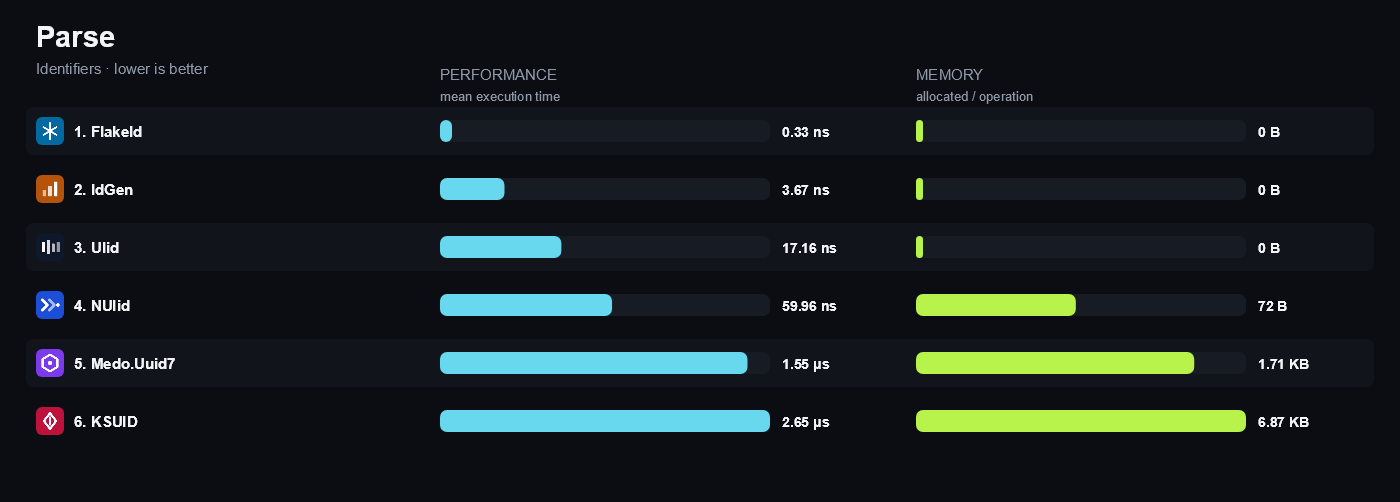 Parse
Identifiers · lower is better
PERFORMANCE
mean execution time
MEMORY
allocated / operation
1. FlakeId 0.33 ns 0 B
2. IdGen 3.67 ns 0 B
3. Ulid 17.16 ns 0 B
4. NUlid 59.96 ns 72 B
5. Medo.Uuid7 1.55 µs 1.71 KB
6. KSUID 2.65 µs 6.87 KB